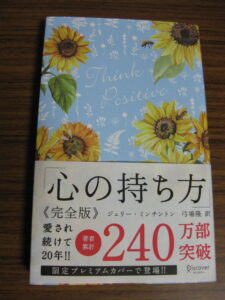 Think
Positive
心の持ち方
《完全版》
ジェリー・ミンチントン 弓場隆 訳
愛され
続けて
20年!!
著者
累計
240
万部
突破
限定プレミアムカバーで登場!!
Discover